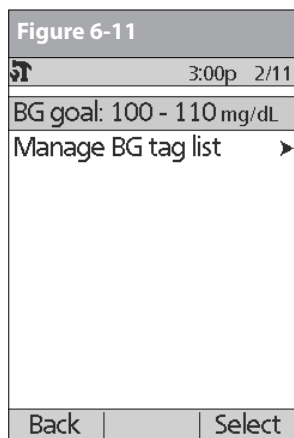 Figure 6-11
3:00p 2/11
BG goal: 100 - 110 mg/dL
Manage BG tag list
Back Select